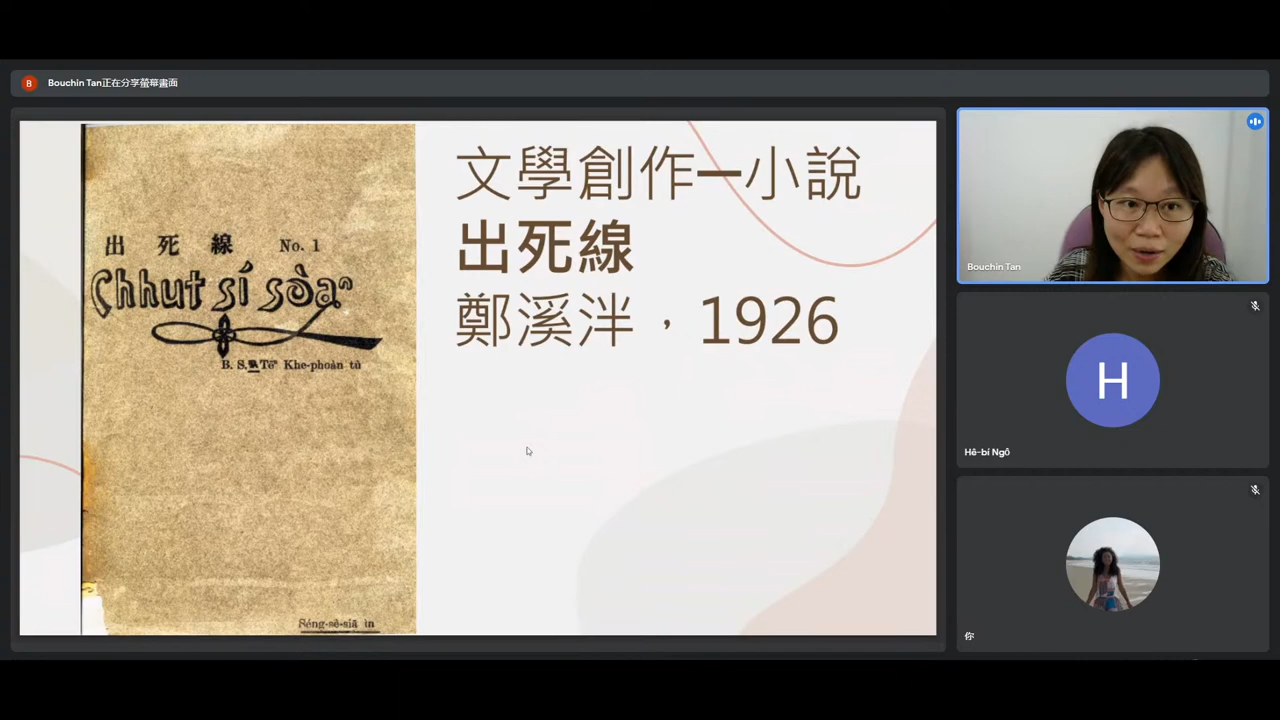 B
Bouchin Tan正在分享螢幕畫面
出死線 No. 1
Chhut sí sòaⁿ
B. S. Tēⁿ Khe-phoàn tù
Séng-sê-siā ìn
文學創作—小說
出死線
鄭溪泮，1926
Bouchin Tan
H
Hê-bí Ngô
你